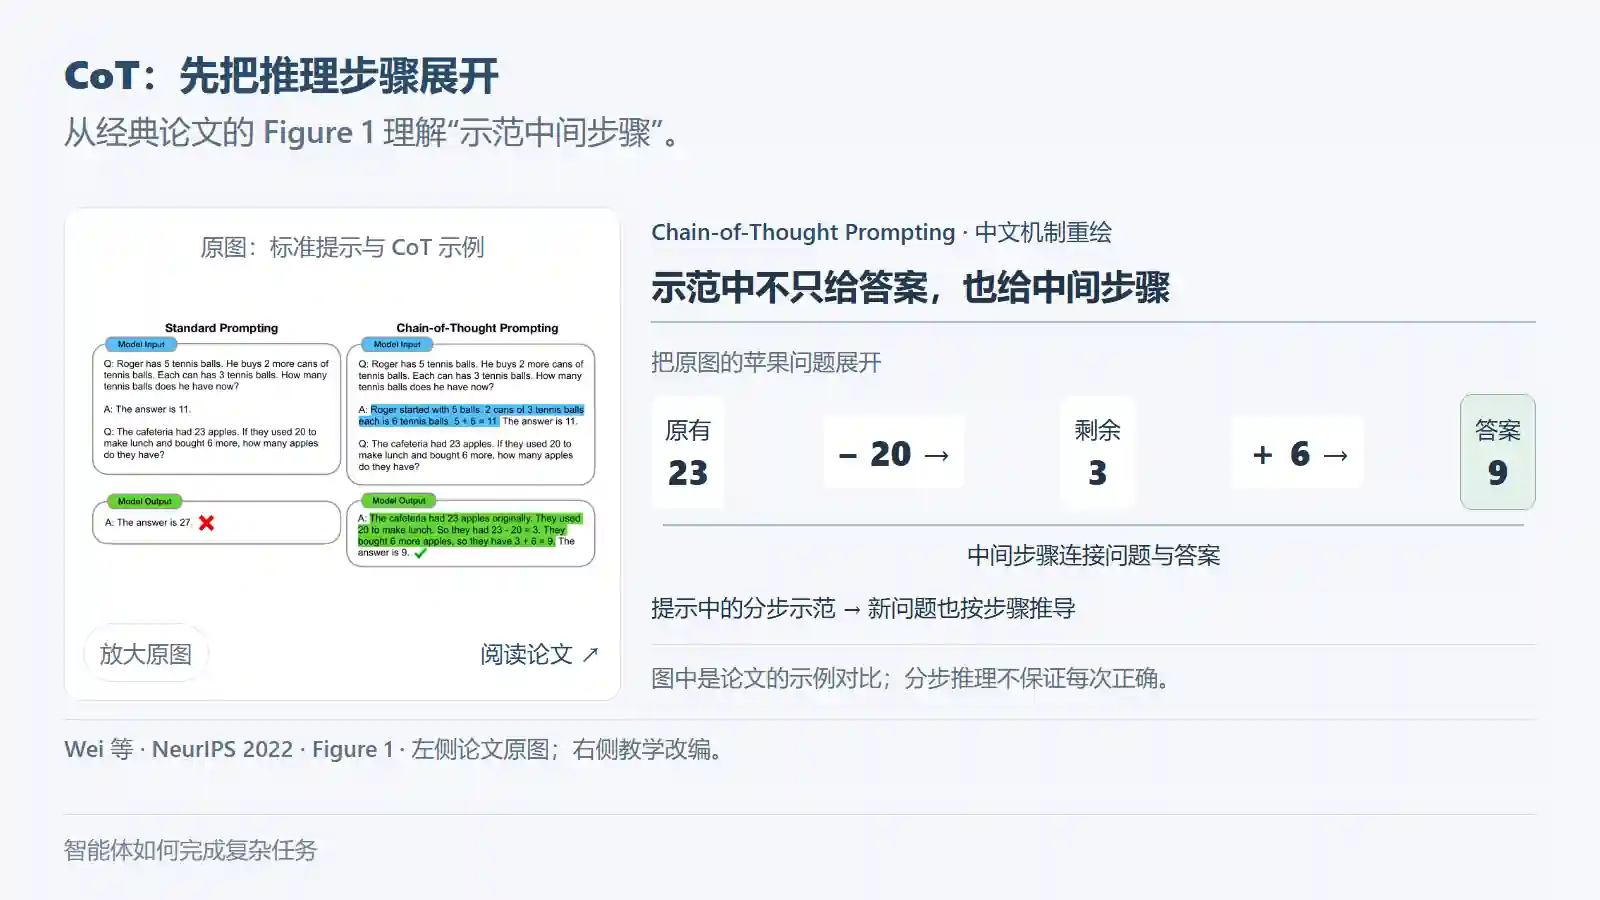 CoT：先把推理步骤展开
从经典论文的 Figure 1 理解“示范中间步骤”。
原图：标准提示与 CoT 示例
Standard Prompting
Model Input
Q: Roger has 5 tennis balls. He buys 2 more cans of
tennis balls. Each can has 3 tennis balls. How many
tennis balls does he have now?
A: The answer is 11.
Q: The cafeteria had 23 apples. If they used 20 to
make lunch and bought 6 more, how many apples
do they have?
Model Output
A: The answer is 27.
Chain-of-Thought Prompting
Model Input
Q: Roger has 5 tennis balls. He buys 2 more cans of
tennis balls. Each can has 3 tennis balls. How many
tennis balls does he have now?
A: Roger started with 5 balls. 2 cans of 3 tennis balls
each is 6 tennis balls. 5 + 6 = 11. The answer is 11.
Q: The cafeteria had 23 apples. If they used 20 to
make lunch and bought 6 more, how many apples
do they have?
Model Output
A: The cafeteria had 23 apples originally. They used
20 to make lunch. So they had 23 - 20 = 3. They
bought 6 more apples, so they have 3 + 6 = 9. The
answer is 9.
放大原图
阅读论文 ↗
Chain-of-Thought Prompting · 中文机制重绘
示范中不只给答案，也给中间步骤
把原图的苹果问题展开
原有
23
− 20 →
剩余
3
+ 6 →
答案
9
中间步骤连接问题与答案
提示中的分步示范 → 新问题也按步骤推导
图中是论文的示例对比；分步推理不保证每次正确。
Wei 等 · NeurIPS 2022 · Figure 1 · 左侧论文原图；右侧教学改编。
智能体如何完成复杂任务